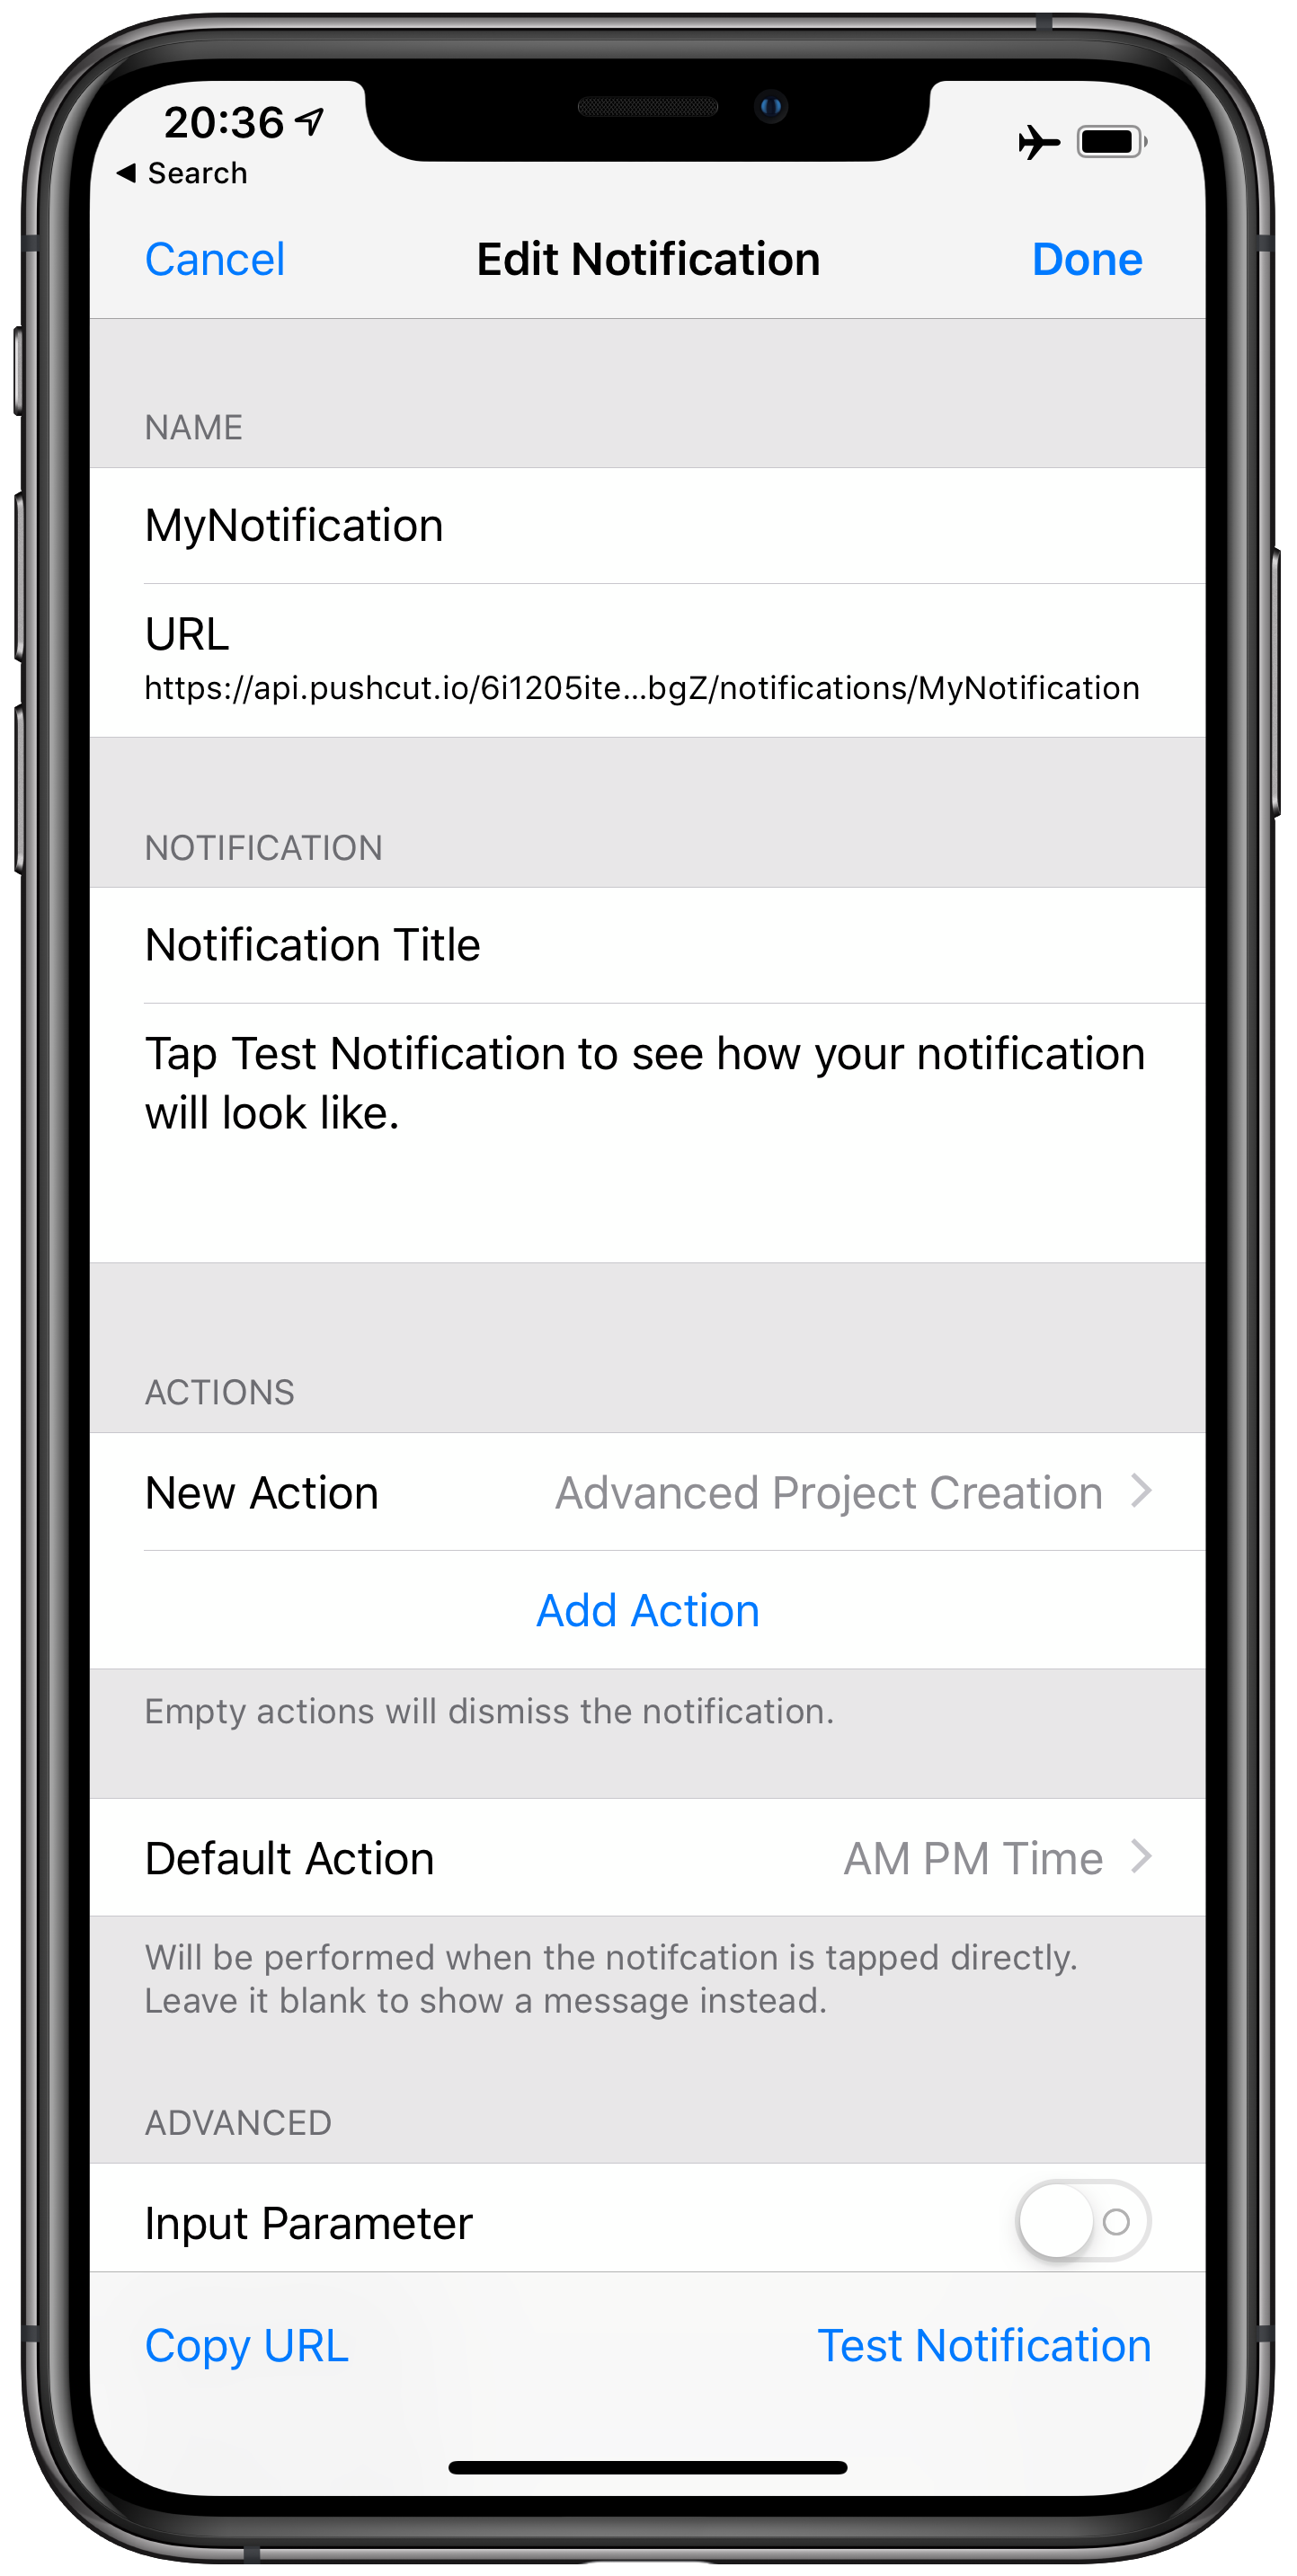 20:36
Search
Cancel Edit Notification Done
NAME
MyNotification
URL
https://api.pushcut.io/6i1205ite...bgZ/notifications/MyNotification
NOTIFICATION
Notification Title
Tap Test Notification to see how your notification
will look like.
ACTIONS
New Action Advanced Project Creation
Add Action
Empty actions will dismiss the notification.
Default Action AM PM Time
Will be performed when the notifcation is tapped directly.
Leave it blank to show a message instead.
ADVANCED
Input Parameter
Copy URL Test Notification